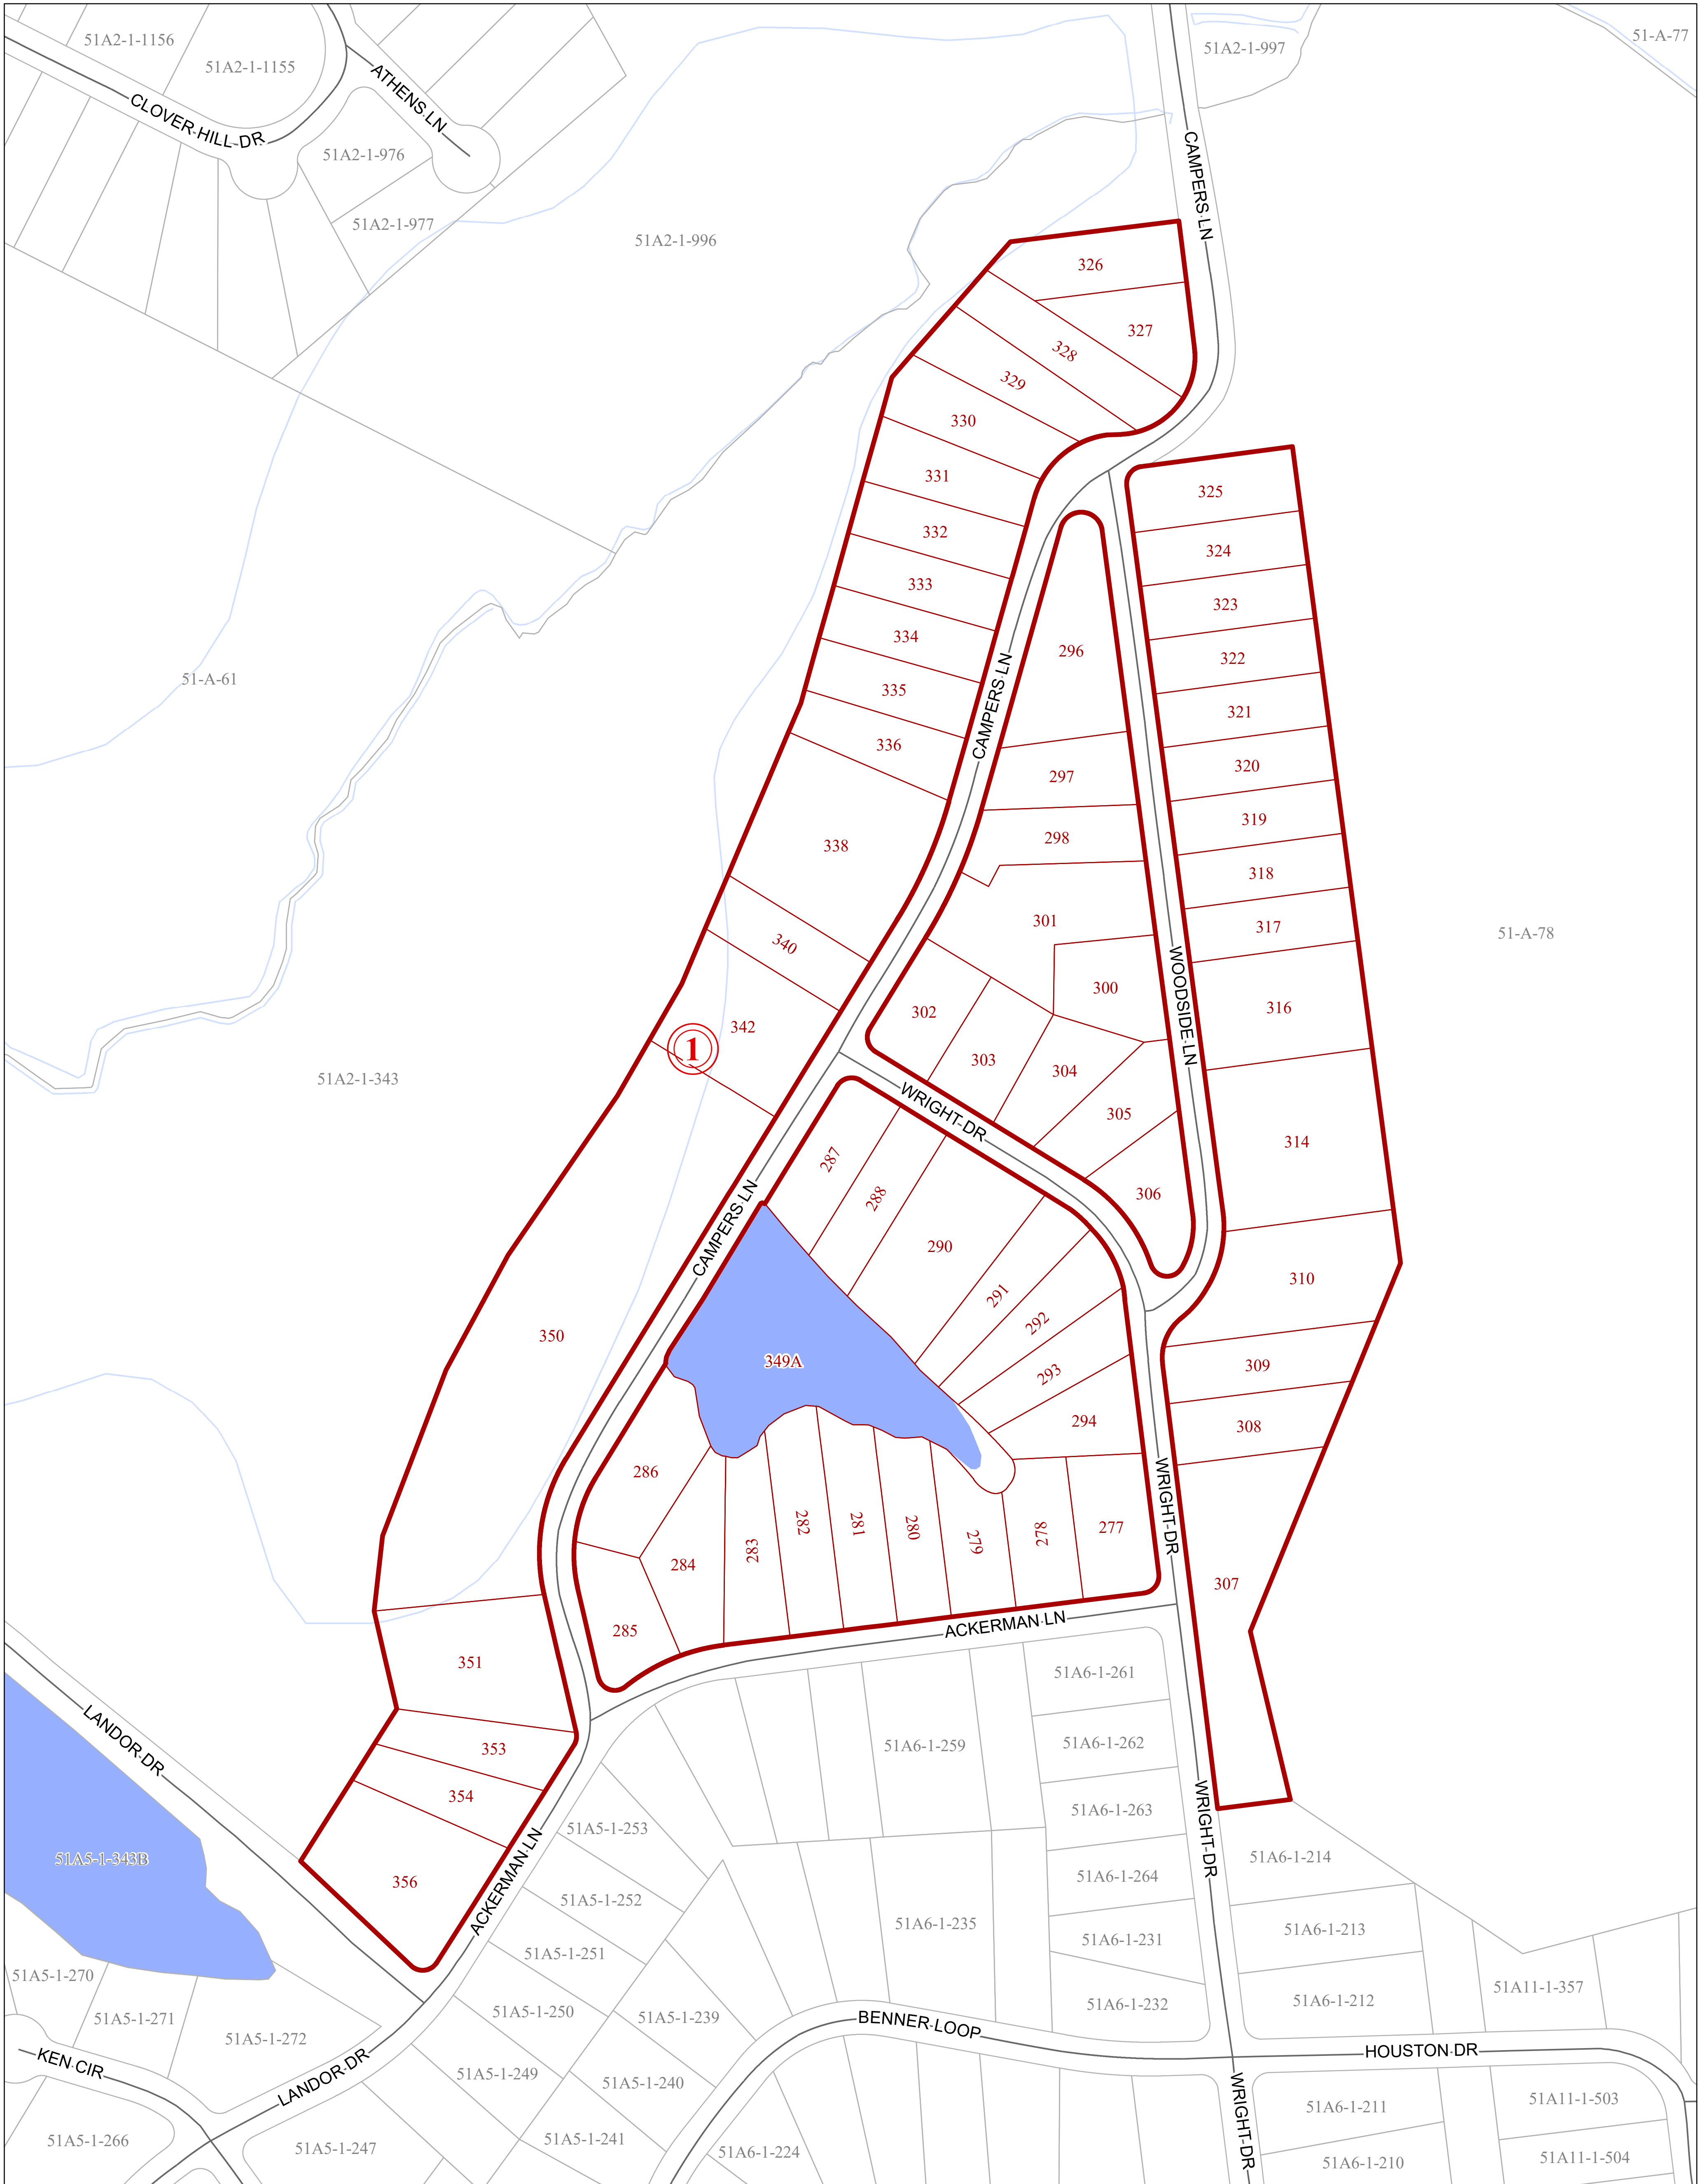 51A2-1-1156
51A2-1-1155
51A2-1-997
51-A-77
ATHENS LN
CLOVER HILL DR
51A2-1-976
51A2-1-977
51A2-1-996
CAMPERS LN
326
327
328
329
330
331
332
333
334
335
336
338
340
342
1
325
324
323
322
321
320
319
318
317
316
314
310
309
308
307
296
297
298
301
300
302
303
304
305
306
CAMPERS LN
WOODSIDE LN
WRIGHT DR
51-A-61
51-A-78
51A2-1-343
287
288
290
291
292
293
294
CAMPERS LN
349A
350
286
284
285
283
282
281
280
279
278
277
WRIGHT DR
ACKERMAN LN
351
353
354
356
LANDOR DR
51A5-1-343B
ACKERMAN LN
51A6-1-261
51A6-1-259
51A6-1-262
51A6-1-263
51A6-1-264
51A6-1-235
51A6-1-231
51A6-1-232
WRIGHT DR
51A6-1-214
51A6-1-213
51A6-1-212
51A11-1-357
51A5-1-253
51A5-1-252
51A5-1-251
51A5-1-250
51A5-1-239
51A5-1-249
51A5-1-240
51A5-1-241
51A5-1-270
51A5-1-271
51A5-1-272
KEN CIR
LANDOR DR
51A5-1-266
51A5-1-247
BENNER LOOP
HOUSTON DR
51A6-1-224
WRIGHT DR
51A6-1-211
51A6-1-210
51A11-1-503
51A11-1-504